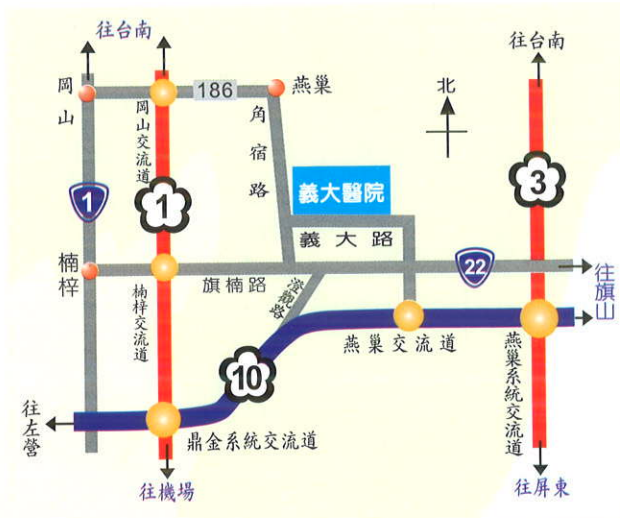 往台南
往台南
岡山
岡山交流道
186
燕巢
角宿路
北
義大醫院
義大路
1
1
3
楠梓
楠梓交流道
旗楠路
澄觀路
22
往旗山
燕巢交流道
燕巢系統交流道
10
往左營
鼎金系統交流道
往機場
往屏東